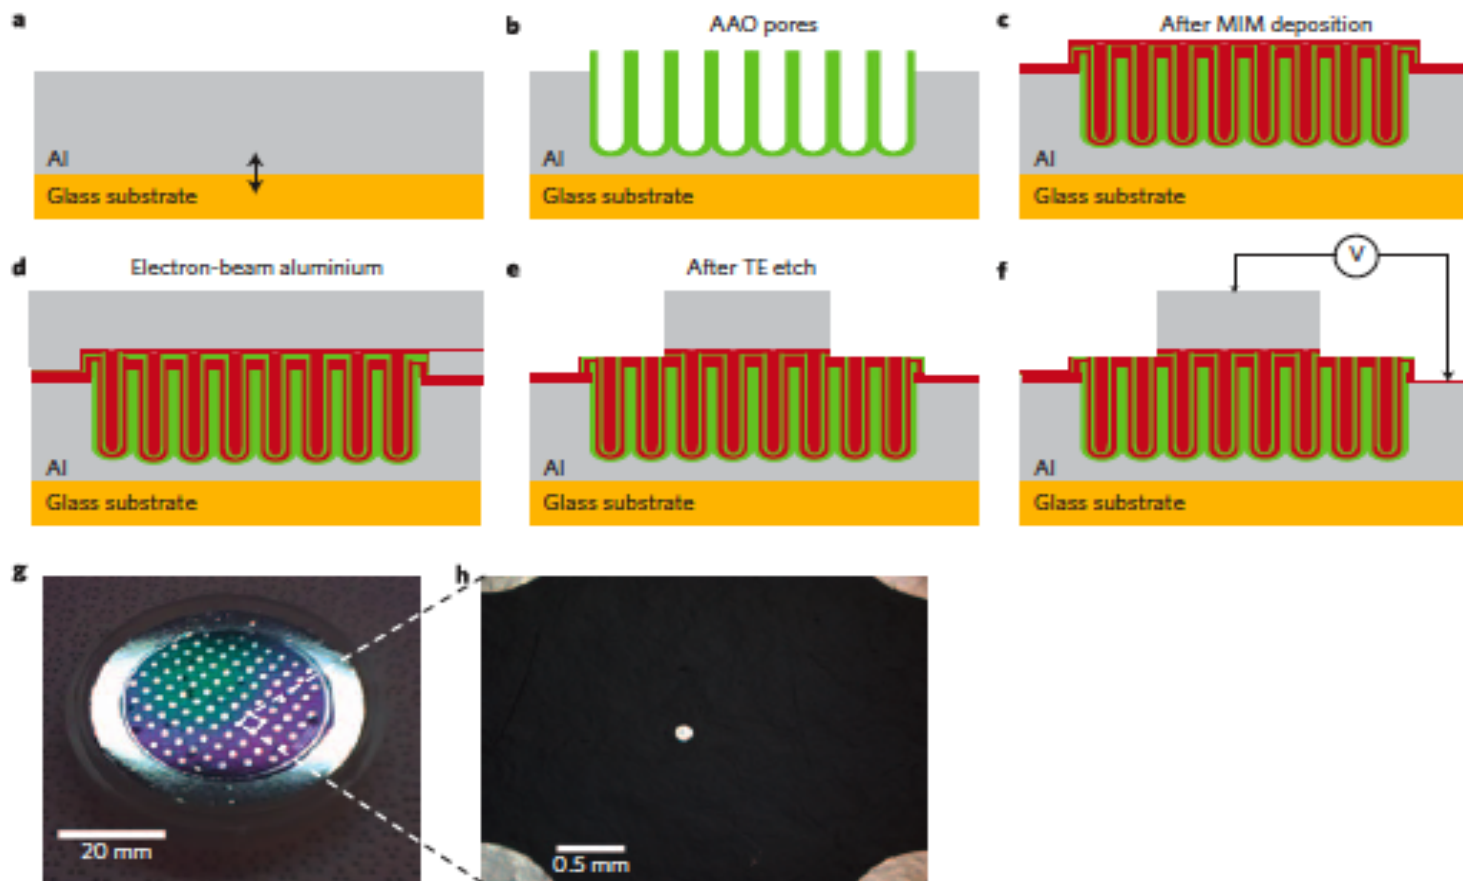 a
b
AAO pores
c
After MIM deposition
Al
Glass substrate
Al
Glass substrate
Al
Glass substrate
d
Electron-beam aluminium
e
After TE etch
f
V
Al
Glass substrate
Al
Glass substrate
Al
Glass substrate
g
h
20 mm
0.5 mm